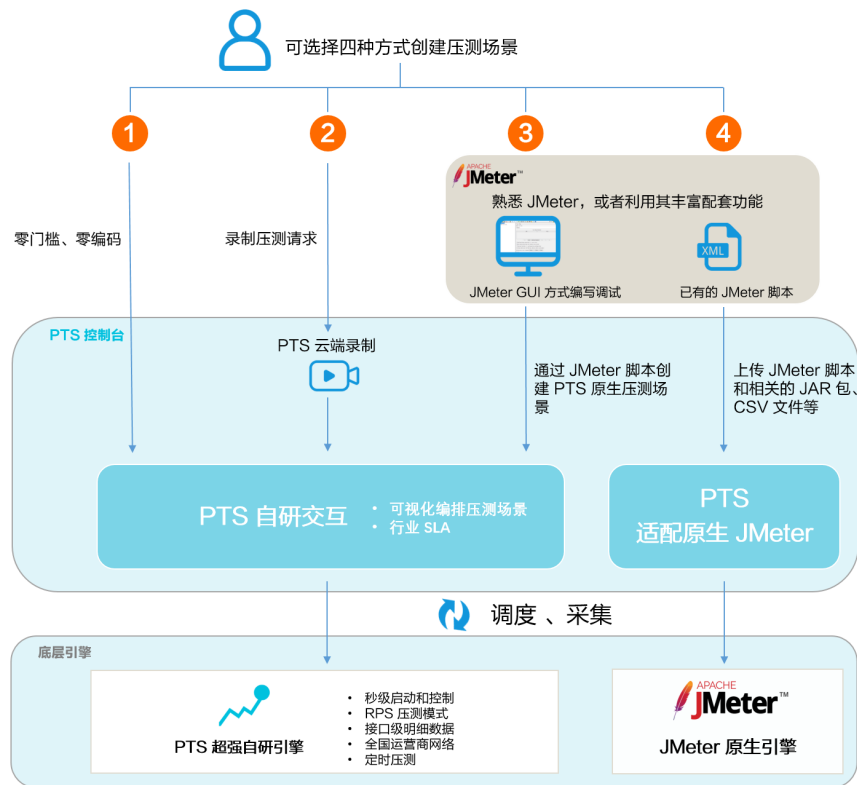 可选择四种方式创建压测场景
1
2
3
4
APACHE
JMeter™
熟悉 JMeter，或者利用其丰富配套功能
零门槛、零编码
录制压测请求
XML
JMeter GUI 方式编写调试
已有的 JMeter 脚本
PTS 控制台
PTS 云端录制
通过 JMeter 脚本创
建 PTS 原生压测场
景
上传 JMeter 脚本
和相关的 JAR 包、
CSV 文件等
PTS 自研交互
• 可视化编排压测场景
• 行业 SLA
PTS
适配原生 JMeter
调度 、采集
底层引擎
PTS 超强自研引擎
• 秒级启动和控制
• RPS 压测模式
• 接口级明细数据
• 全国运营商网络
• 定时压测
APACHE
JMeter™
JMeter 原生引擎